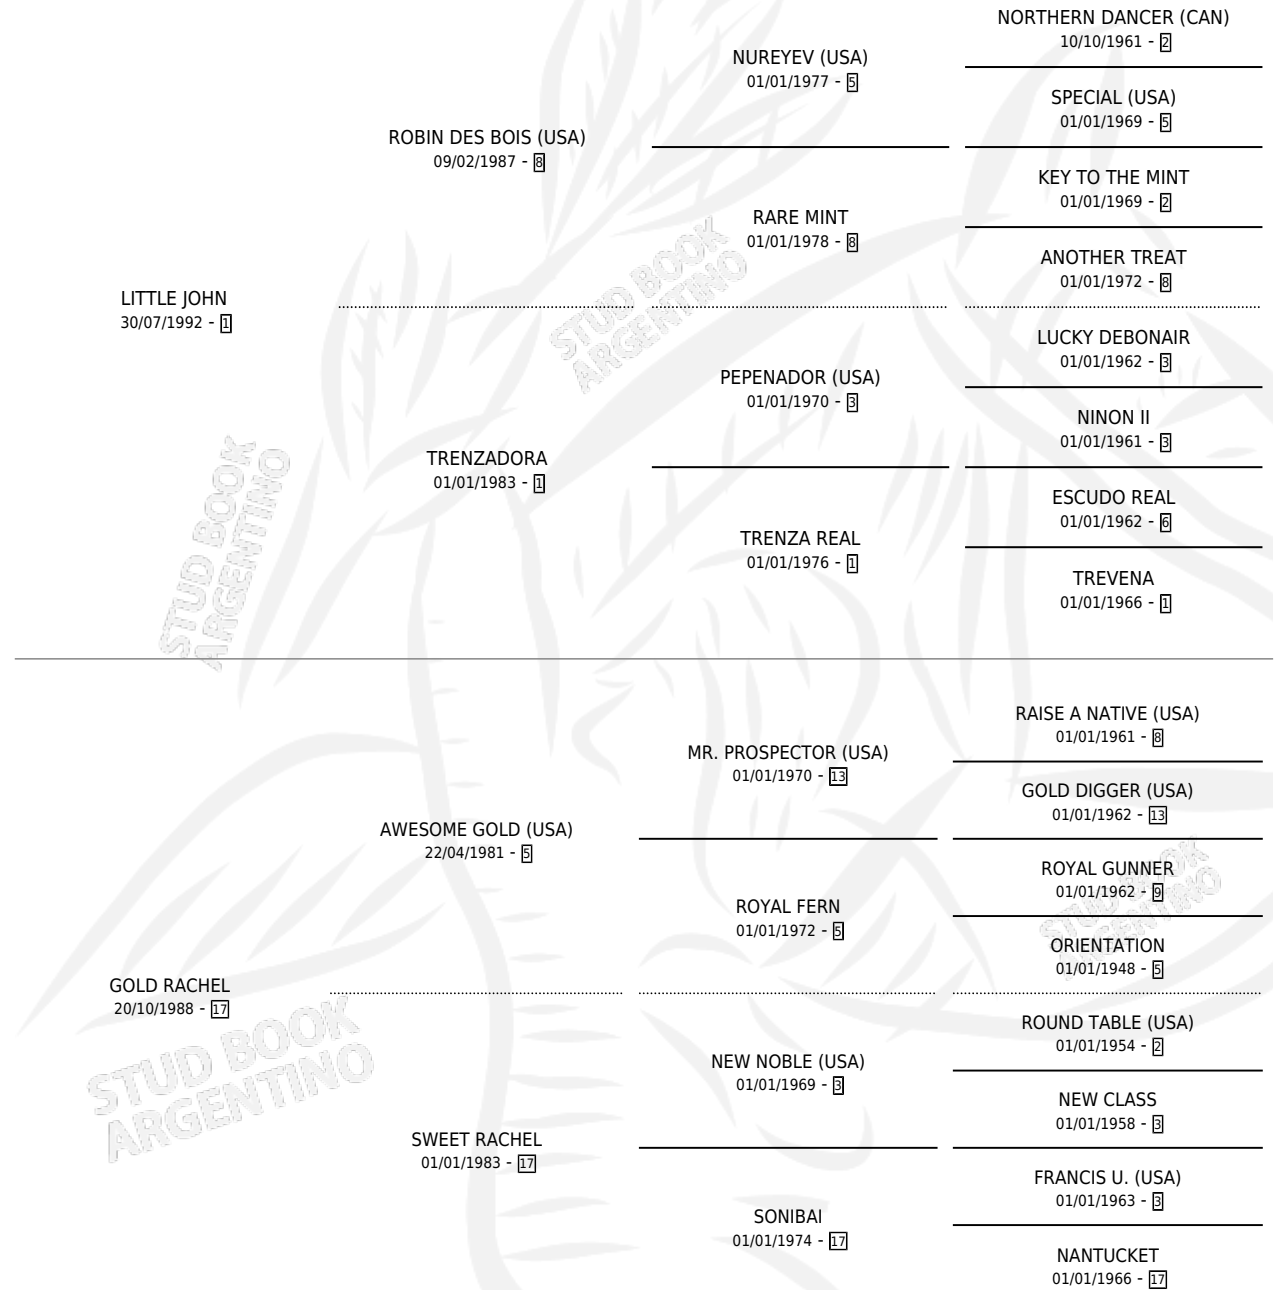 NORTHERN DANCER (CAN)
10/10/1961 - 2
NUREYEV (USA)
01/01/1977 - 5
SPECIAL (USA)
01/01/1969 - 5
ROBIN DES BOIS (USA)
09/02/1987 - 8
KEY TO THE MINT
01/01/1969 - 2
RARE MINT
01/01/1978 - 8
ANOTHER TREAT
01/01/1972 - 8
LITTLE JOHN
30/07/1992 - 1
LUCKY DEBONAIR
01/01/1962 - 3
PEPENADOR (USA)
01/01/1970 - 3
NINON II
01/01/1961 - 3
TRENZADORA
01/01/1983 - 1
ESCUDO REAL
01/01/1962 - 6
TRENZA REAL
01/01/1976 - 1
TREVENA
01/01/1966 - 1
STUD BOOK
ARGENTINO
STUD BOOK
ARGENTINO
RAISE A NATIVE (USA)
01/01/1961 - 8
MR. PROSPECTOR (USA)
01/01/1970 - 13
GOLD DIGGER (USA)
01/01/1962 - 13
AWESOME GOLD (USA)
22/04/1981 - 5
ROYAL GUNNER
01/01/1962 - 9
ROYAL FERN
01/01/1972 - 5
ORIENTATION
01/01/1948 - 5
GOLD RACHEL
20/10/1988 - 17
ROUND TABLE (USA)
01/01/1954 - 2
NEW NOBLE (USA)
01/01/1969 - 3
NEW CLASS
01/01/1958 - 3
SWEET RACHEL
01/01/1983 - 17
FRANCIS U. (USA)
01/01/1963 - 3
SONIBAI
01/01/1974 - 17
NANTUCKET
01/01/1966 - 17
STUD BOOK
ARGENTINO
STUD BOOK
ARGENTINO